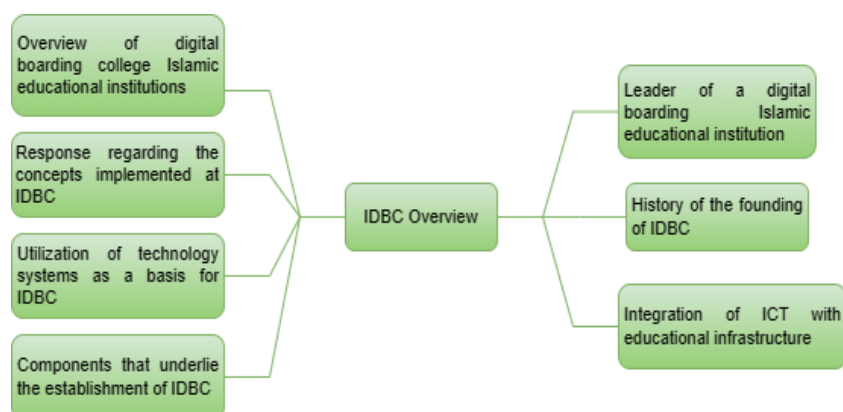 Overview of digital
boarding college Islamic
educational institutions
Response regarding the
concepts implemented at
IDBC
Utilization of technology
systems as a basis for
IDBC
Components that underlie
the establishment of IDBC
IDBC Overview
Leader of a digital
boarding Islamic
educational institution
History of the founding
of IDBC
Integration of ICT with
educational infrastructure